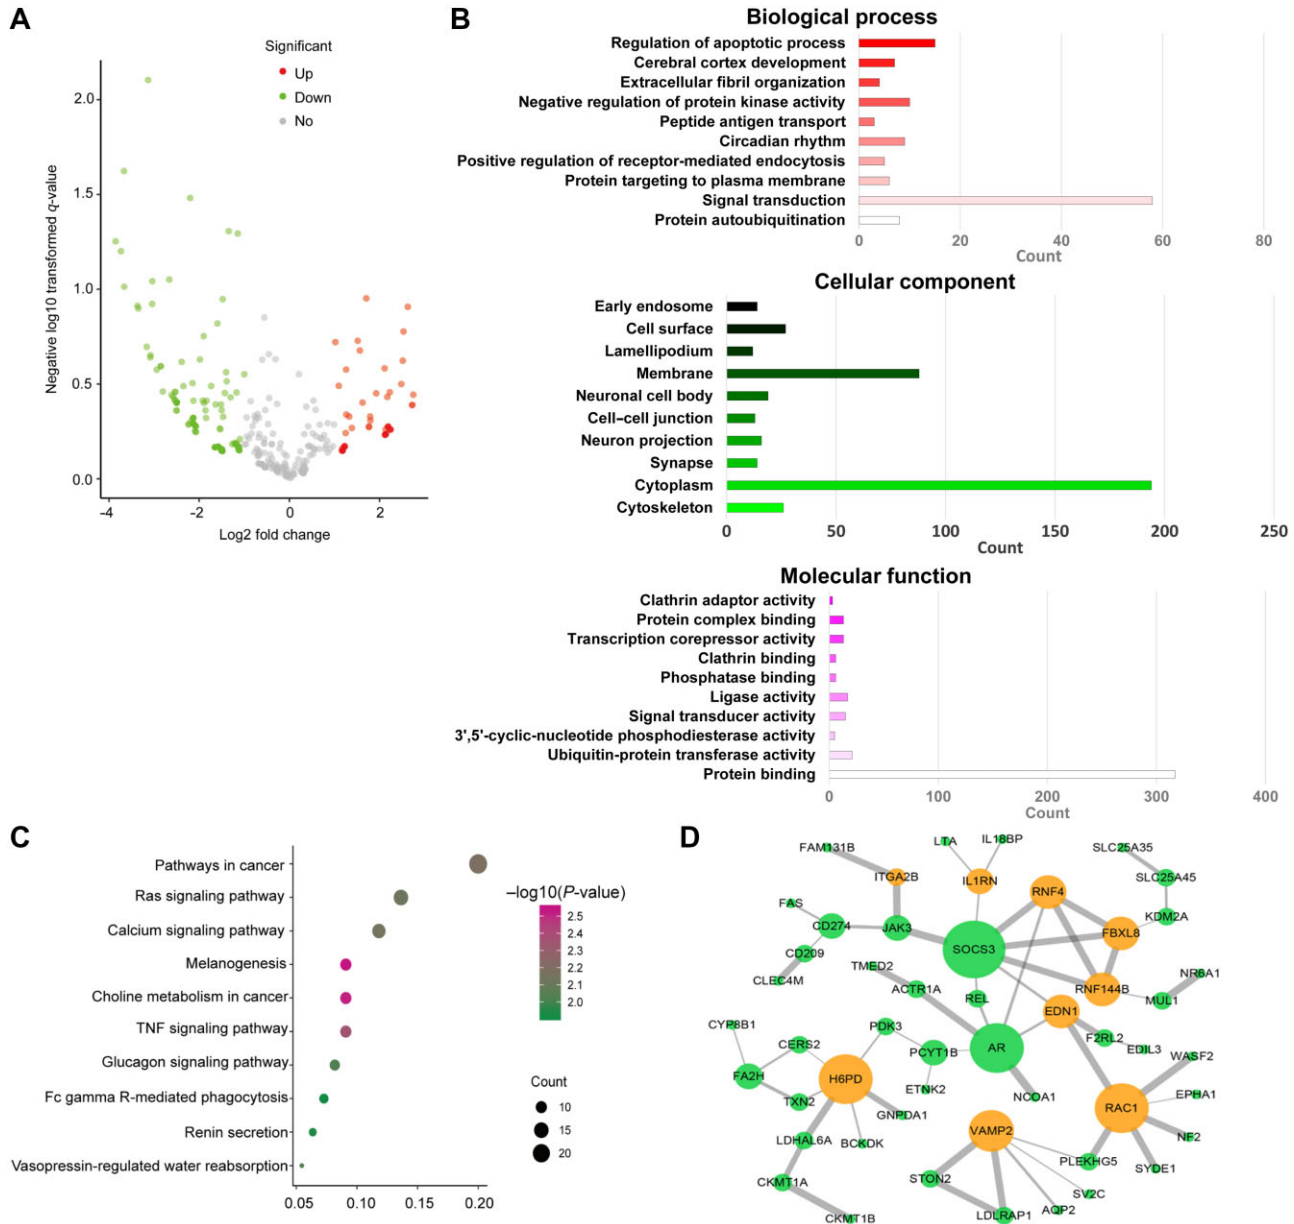 A
Significant
Up
Down
No
2.0
1.5
1.0
0.5
0.0
Negative log10 transformed q-value
−4
−2
0
2
Log2 fold change
B
Biological process
Regulation of apoptotic process
Cerebral cortex development
Extracellular fibril organization
Negative regulation of protein kinase activity
Peptide antigen transport
Circadian rhythm
Positive regulation of receptor-mediated endocytosis
Protein targeting to plasma membrane
Signal transduction
Protein autoubiquitination
0 20 40 60 80
Count
Cellular component
Early endosome
Cell surface
Lamellipodium
Membrane
Neuronal cell body
Cell–cell junction
Neuron projection
Synapse
Cytoplasm
Cytoskeleton
0 50 100 150 200 250
Count
Molecular function
Clathrin adaptor activity
Protein complex binding
Transcription corepressor activity
Clathrin binding
Phosphatase binding
Ligase activity
Signal transducer activity
3',5'-cyclic-nucleotide phosphodiesterase activity
Ubiquitin-protein transferase activity
Protein binding
0 100 200 300 400
Count
C
Pathways in cancer
Ras signaling pathway
Calcium signaling pathway
Melanogenesis
Choline metabolism in cancer
TNF signaling pathway
Glucagon signaling pathway
Fc gamma R-mediated phagocytosis
Renin secretion
Vasopressin-regulated water reabsorption
0.05 0.10 0.15 0.20
–log10(P-value)
2.5
2.4
2.3
2.2
2.1
2.0
Count
10
15
20
D
FAM131B
LTA
IL18BP
SLC25A35
ITGA2B
IL1RN
RNF4
SLC25A45
FAS
CD274
JAK3
SOCS3
FBXL8
KDM2A
CD209
CLEC4M
TMED2
ACTR1A
REL
RNF144B
NR6A1
MUL1
EDN1
CYP8B1
CERS2
PDK3
PCYT1B
AR
F2RL2
EDIL3
WASF2
FA2H
H6PD
ETNK2
NCOA1
EPHA1
TXN2
GNPDA1
RAC1
LDHAL6A
BCKDK
VAMP2
NF2
PLEKHG5
SYDE1
CKMT1A
STON2
SV2C
CKMT1B
LDLRAP1
AQP2